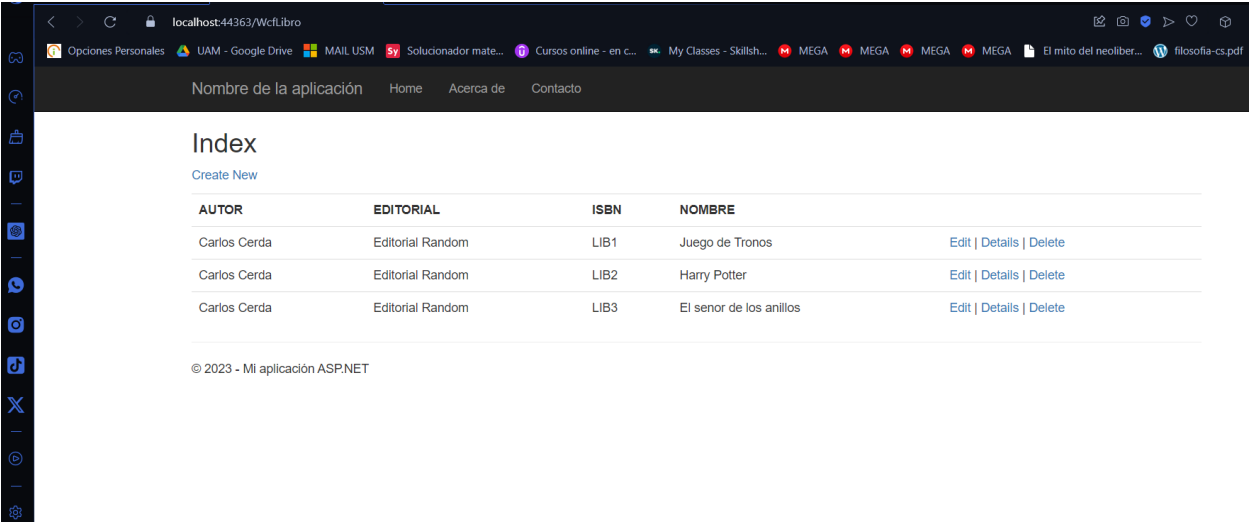 localhost:44363/WcfLibro
Opciones Personales UAM - Google Drive MAIL USM Sy Solucionador mate... Cursos online - en c... SK. My Classes - Skillsh... M MEGA M MEGA M MEGA M MEGA El mito del neoliber... filosofia-cs.pdf
Nombre de la aplicación Home Acerca de Contacto
Index
Create New
AUTOR EDITORIAL ISBN NOMBRE
Carlos Cerda Editorial Random LIB1 Juego de Tronos Edit | Details | Delete
Carlos Cerda Editorial Random LIB2 Harry Potter Edit | Details | Delete
Carlos Cerda Editorial Random LIB3 El senor de los anillos Edit | Details | Delete
© 2023 - Mi aplicación ASP.NET